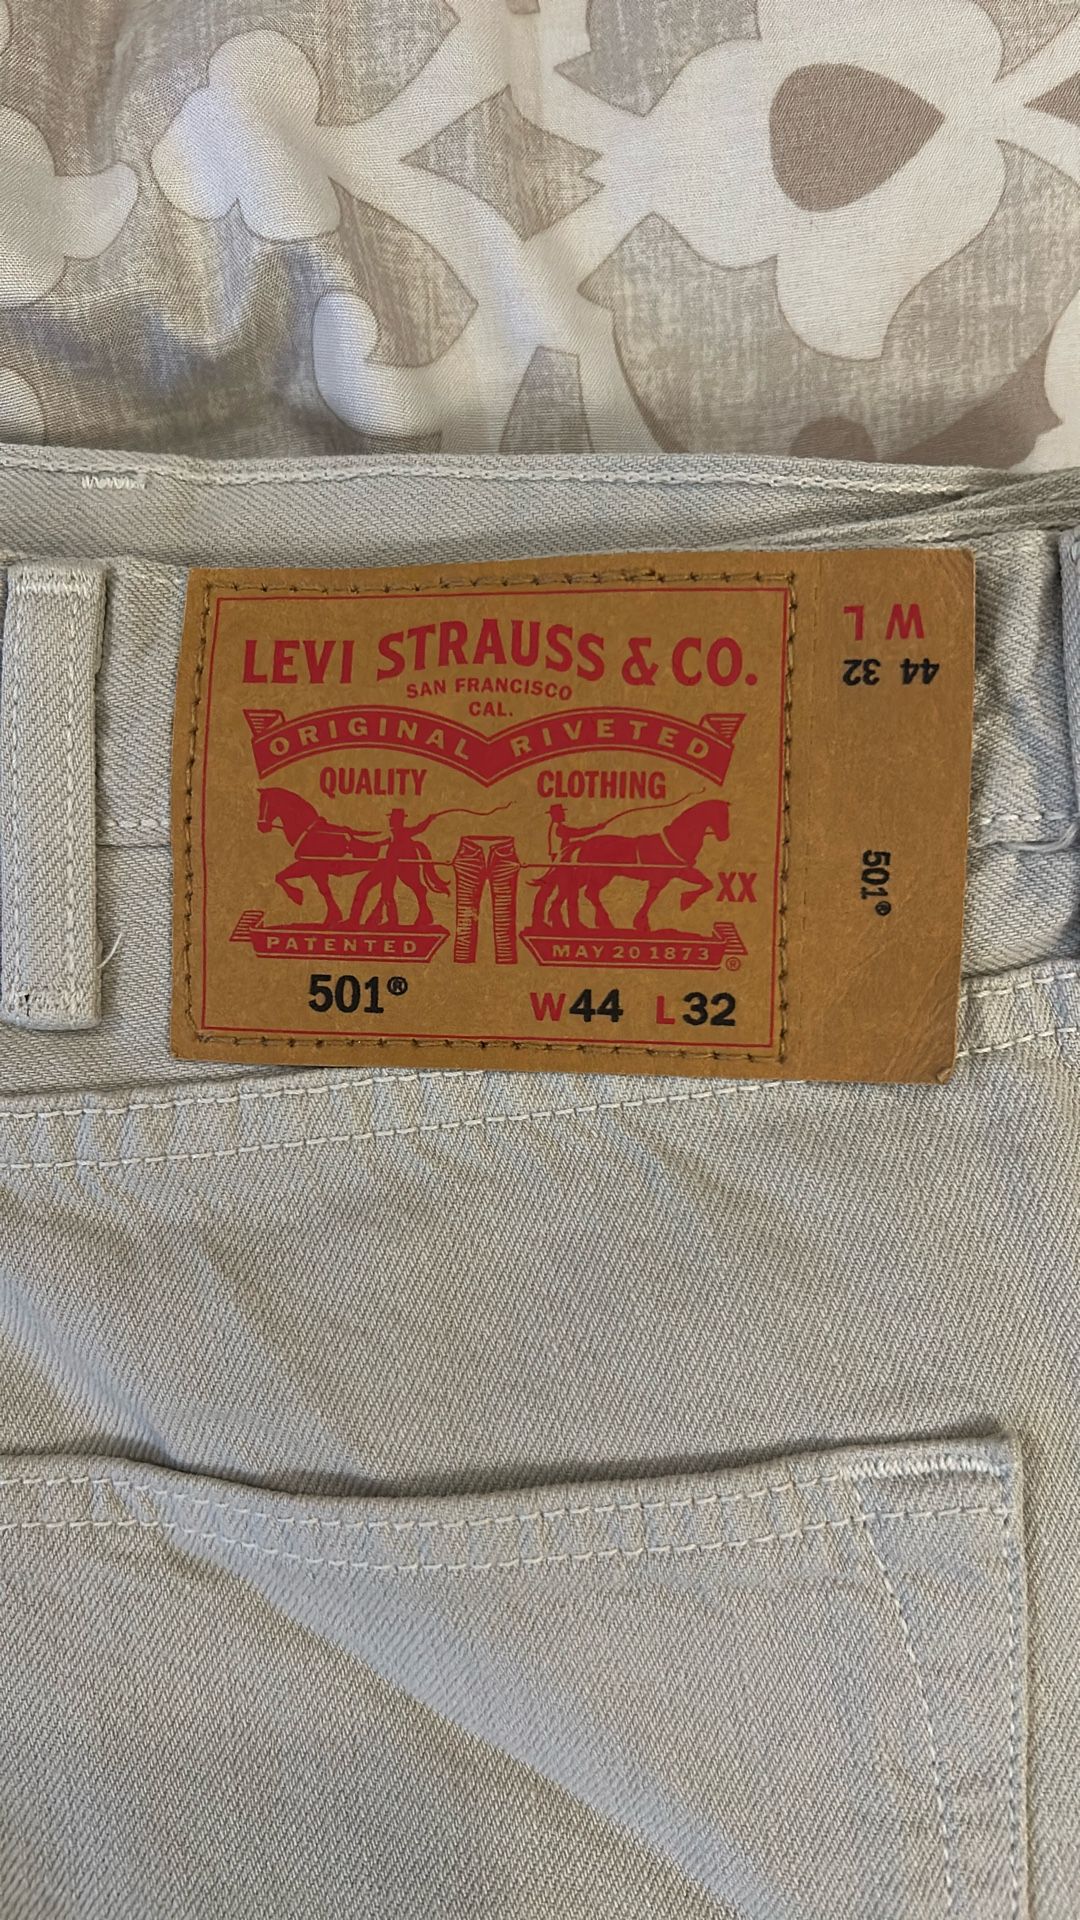 LEVI STRAUSS & CO.
SAN FRANCISCO
CAL.
ORIGINAL RIVETED
QUALITY CLOTHING
XX
PATENTED MAY 20 1873 ®
501® W44 L32
W L
44 32
501®